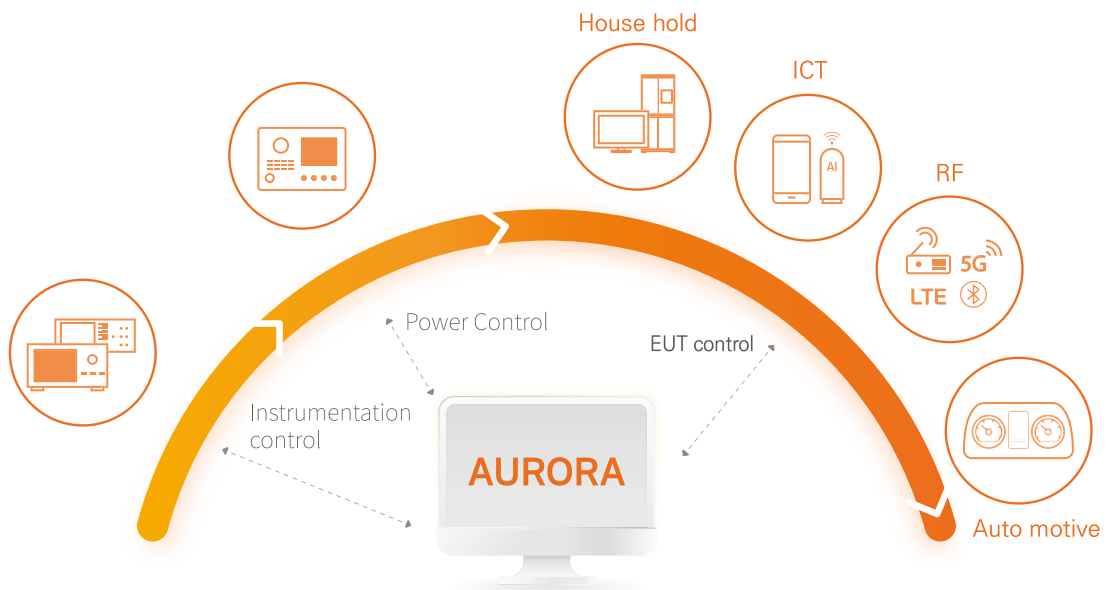 House hold
ICT
AI
RF
5G
LTE
Power Control
EUT control
Instrumentation
control
AURORA
Auto motive